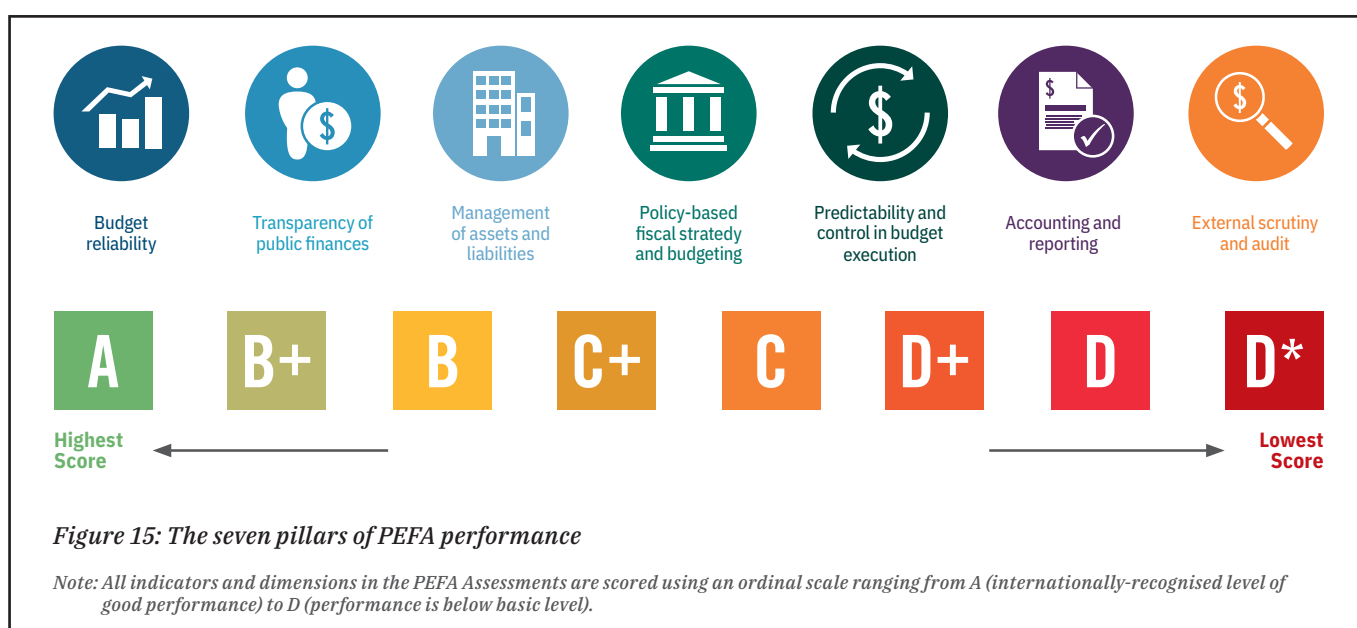 $
$
$
$
Budget
reliability
Transparency of
public finances
Management
of assets and
liabilities
Policy-based
fiscal stratedy
and budgeting
Predictability and
control in budget
execution
Accounting and
reporting
External scrutiny
and audit
A
B+
B
C+
C
D+
D
D*
Highest
Score
Lowest
Score
Figure 15: The seven pillars of PEFA performance
Note: All indicators and dimensions in the PEFA Assessments are scored using an ordinal scale ranging from A (internationally-recognised level of
good performance) to D (performance is below basic level).